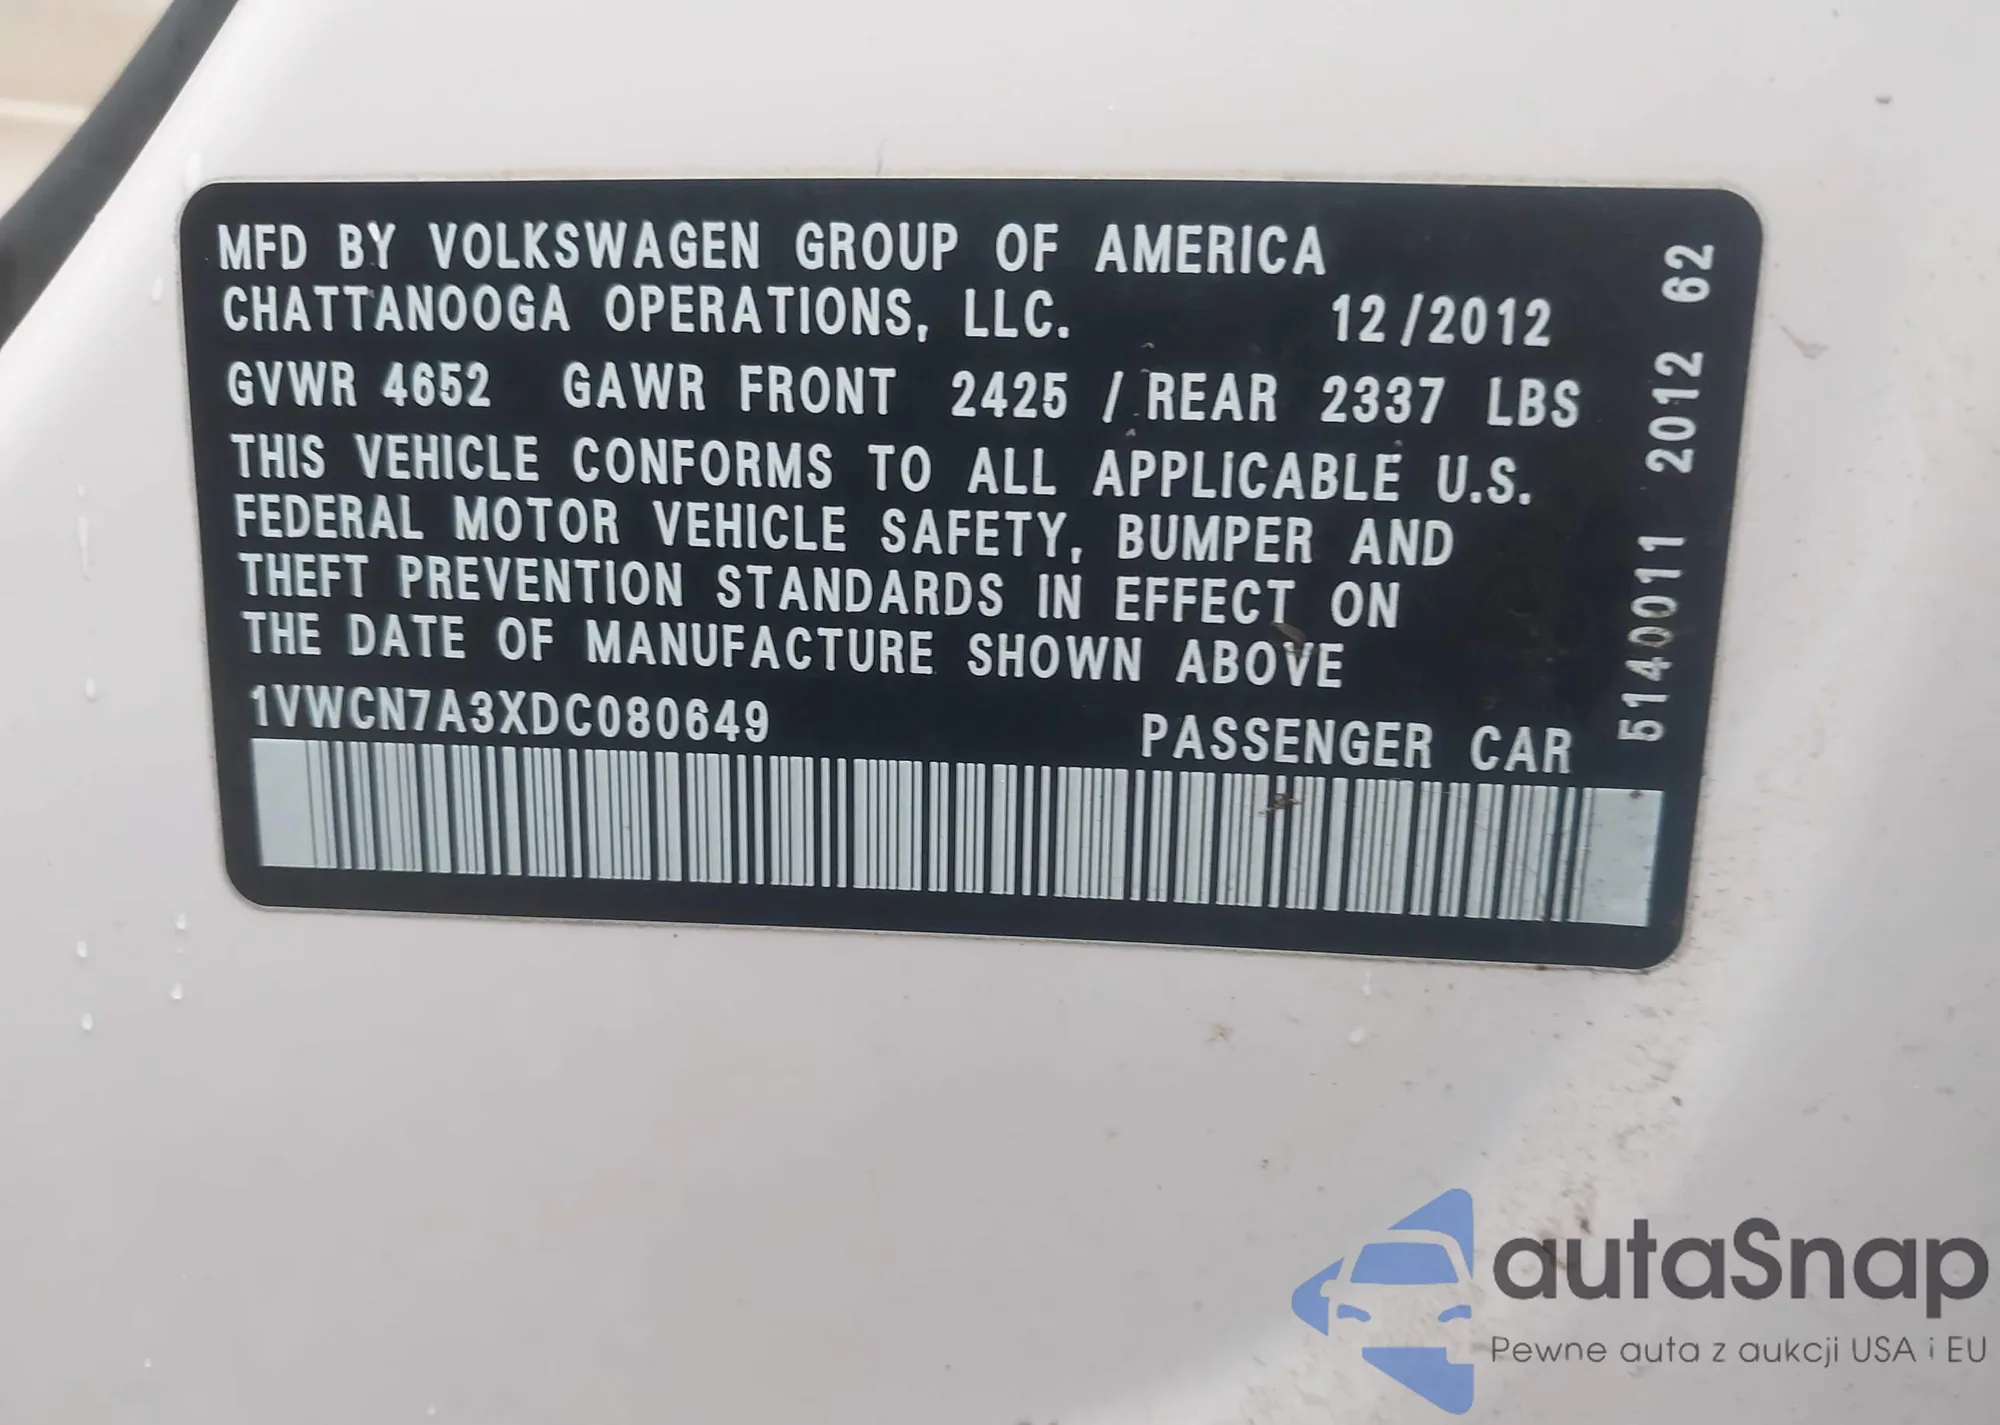 MFD BY VOLKSWAGEN GROUP OF AMERICA
CHATTANOOGA OPERATIONS, LLC. 12/2012
GVWR 4652 GAWR FRONT 2425 / REAR 2337 LBS
THIS VEHICLE CONFORMS TO ALL APPLICABLE U.S.
FEDERAL MOTOR VEHICLE SAFETY, BUMPER AND
THEFT PREVENTION STANDARDS IN EFFECT ON
THE DATE OF MANUFACTURE SHOWN ABOVE
1VWCN7A3XDC080649 PASSENGER CAR
5140011 2012 62
autaSnap
Pewne auta z aukcji USA i EU